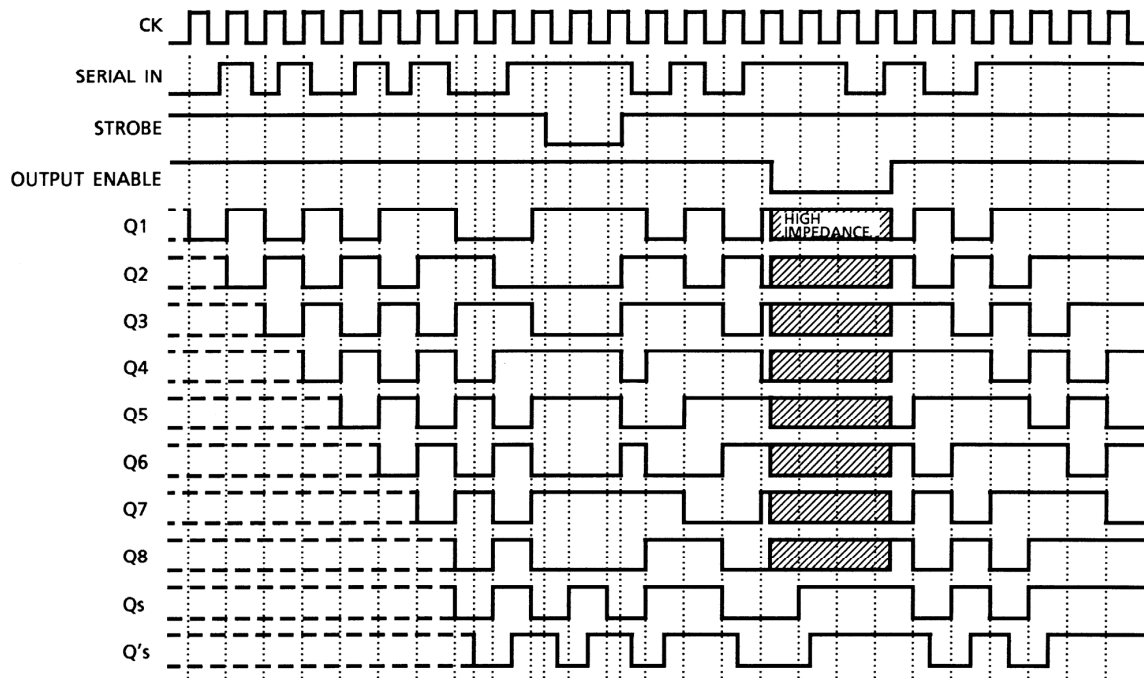 CK
SERIAL IN
STROBE
OUTPUT ENABLE
Q1
HIGH
IMPEDANCE
Q2
Q3
Q4
Q5
Q6
Q7
Q8
Qs
Q's